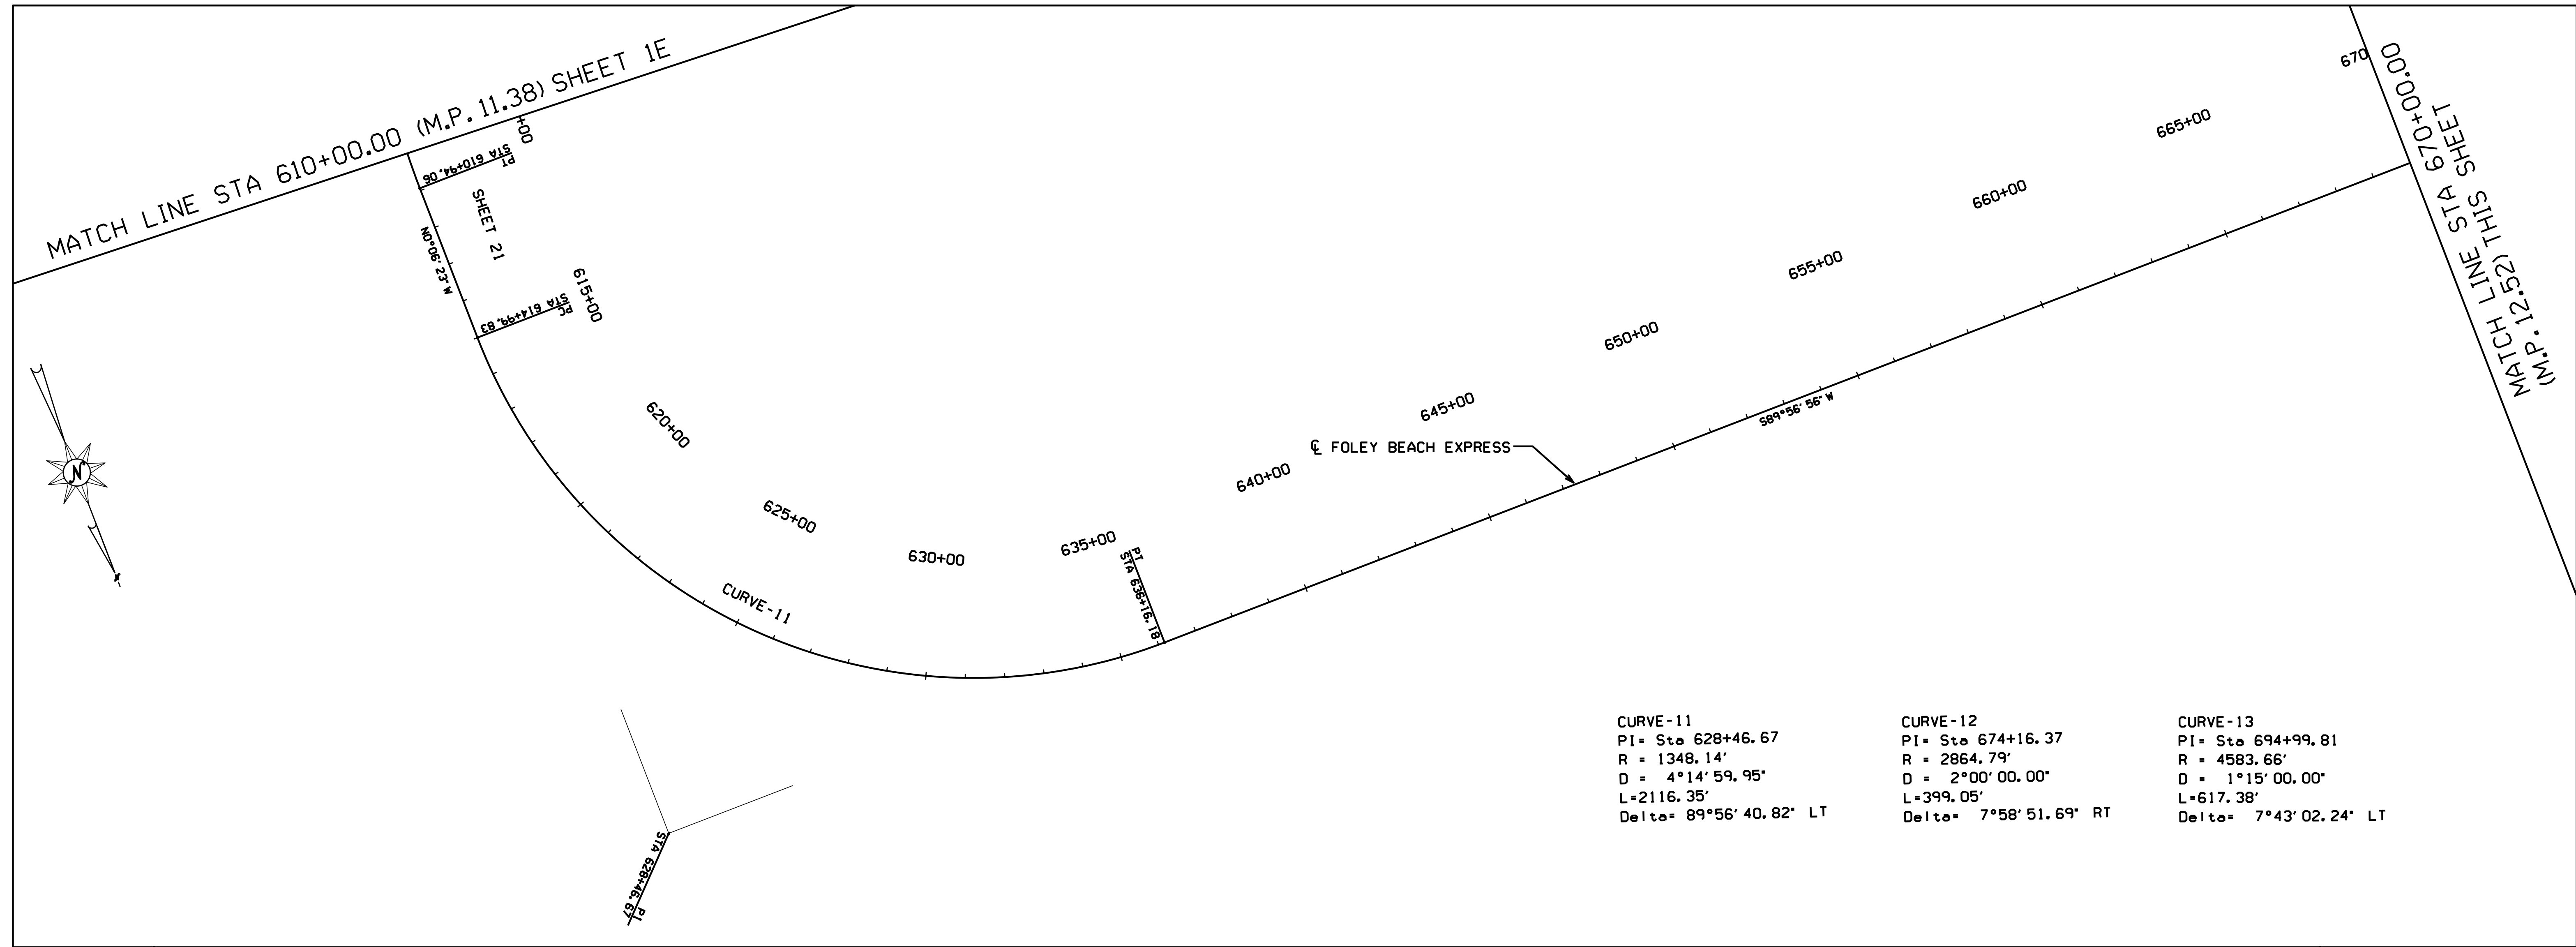 MATCH LINE STA 610+00.00 (M.P. 11.38) SHEET 1E
+00
PT
STA 610+94.06
SHEET 21
N0°06'23"W
615+00
PC
STA 614+99.83
620+00
625+00
630+00
635+00
640+00
645+00
650+00
655+00
660+00
665+00
670
MATCH LINE STA 670+00.00
(M.P. 12.52) THIS SHEET
CURVE-11
PT
STA 636+16.18
℄ FOLEY BEACH EXPRESS
S89°56'56"W
N
PI
STA 628+46.67
CURVE-11
PI= Sta 628+46.67
R = 1348.14'
D = 4°14'59.95"
L=2116.35'
Delta= 89°56'40.82" LT
CURVE-12
PI= Sta 674+16.37
R = 2864.79'
D = 2°00'00.00"
L=399.05'
Delta= 7°58'51.69" RT
CURVE-13
PI= Sta 694+99.81
R = 4583.66'
D = 1°15'00.00"
L=617.38'
Delta= 7°43'02.24" LT